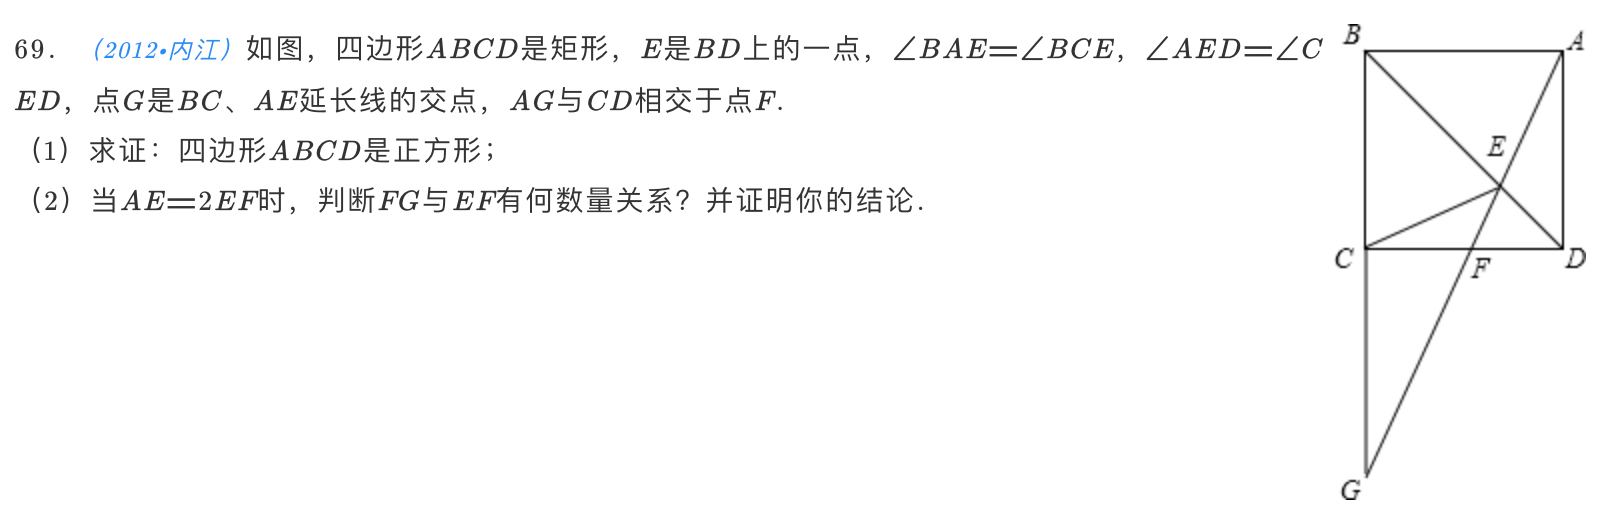 69. (2012•内江) 如图，四边形ABCD是矩形，E是BD上的一点，∠BAE=∠BCE，∠AED=∠C
ED，点G是BC、AE延长线的交点，AG与CD相交于点F.
(1) 求证：四边形ABCD是正方形；
(2) 当AE=2EF时，判断FG与EF有何数量关系？并证明你的结论.
B
A
E
C
F
D
G